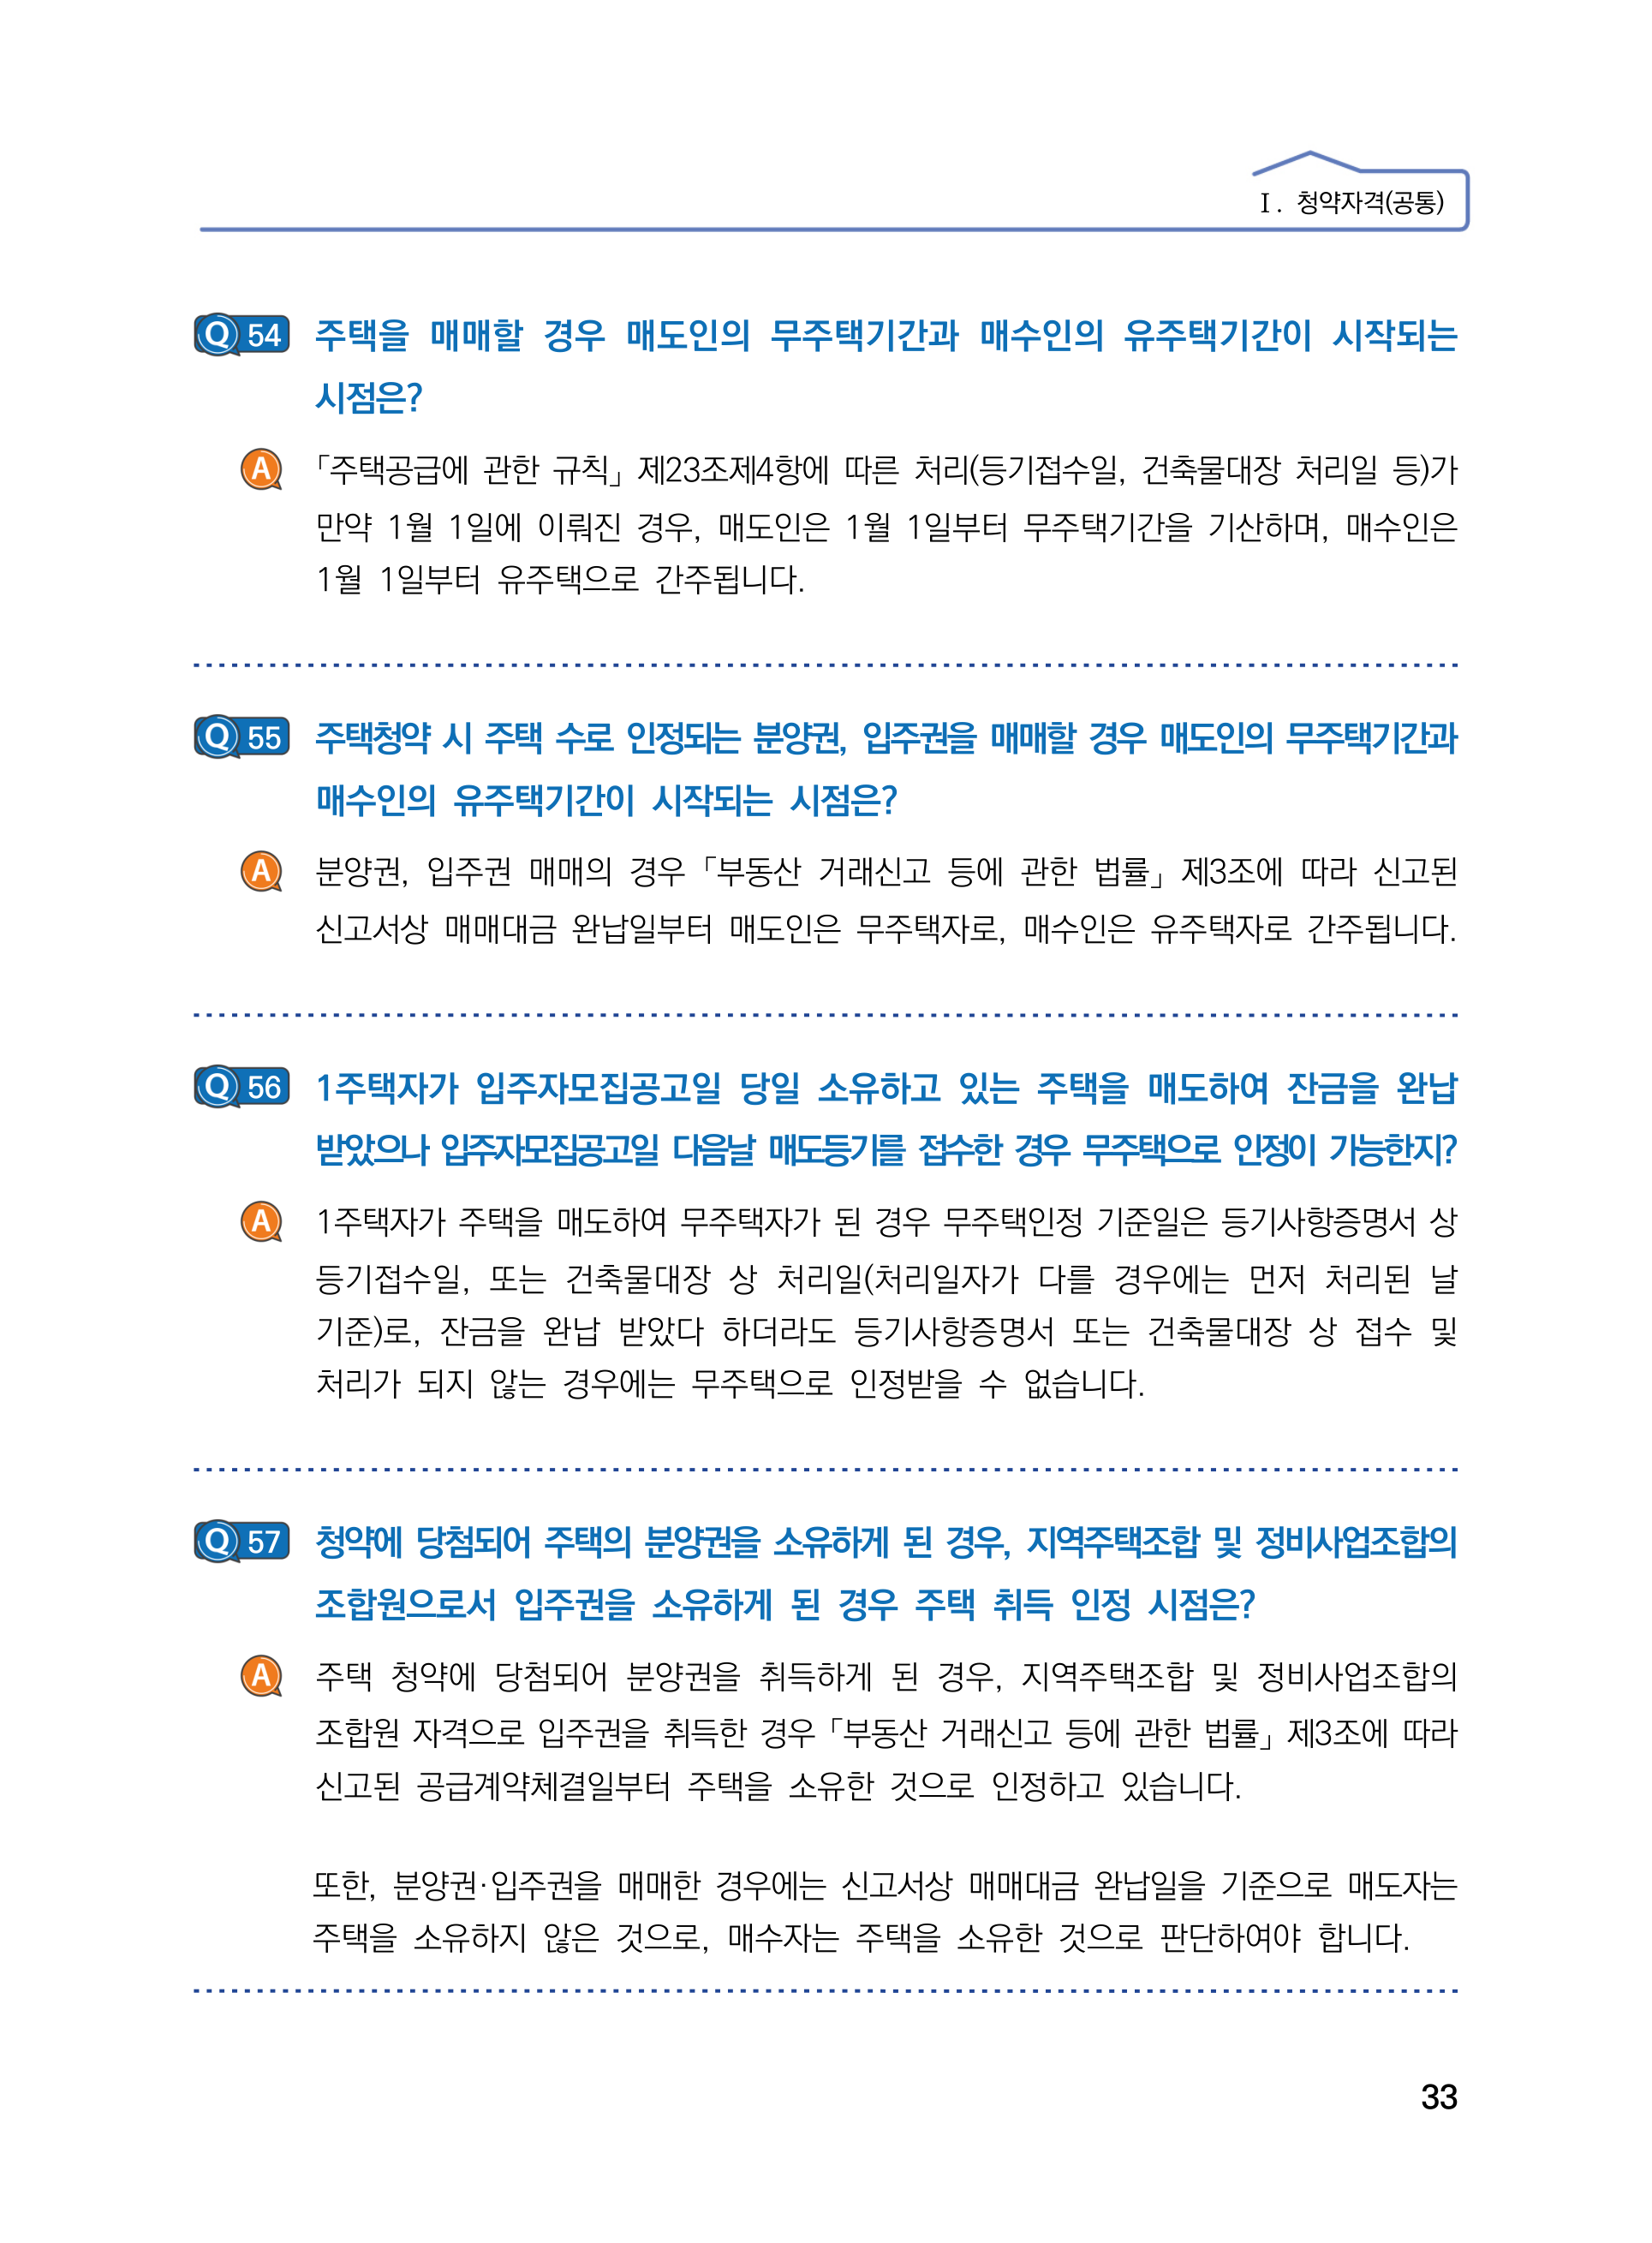 Ⅰ. 청약자격(공통)
Q 54 주택을 매매할 경우 매도인의 무주택기간과 매수인의 유주택기간이 시작되는
시점은?
A 「주택공급에 관한 규칙」 제23조제4항에 따른 처리(등기접수일, 건축물대장 처리일 등)가
만약 1월 1일에 이뤄진 경우, 매도인은 1월 1일부터 무주택기간을 기산하며, 매수인은
1월 1일부터 유주택으로 간주됩니다.
Q 55 주택청약 시 주택 수로 인정되는 분양권, 입주권을 매매할 경우 매도인의 무주택기간과
매수인의 유주택기간이 시작되는 시점은?
A 분양권, 입주권 매매의 경우 「부동산 거래신고 등에 관한 법률」 제3조에 따라 신고된
신고서상 매매대금 완납일부터 매도인은 무주택자로, 매수인은 유주택자로 간주됩니다.
Q 56 1주택자가 입주자모집공고일 당일 소유하고 있는 주택을 매도하여 잔금을 완납
받았으나 입주자모집공고일 다음날 매도등기를 접수한 경우 무주택으로 인정이 가능한지?
A 1주택자가 주택을 매도하여 무주택자가 된 경우 무주택인정 기준일은 등기사항증명서 상
등기접수일, 또는 건축물대장 상 처리일(처리일자가 다를 경우에는 먼저 처리된 날
기준)로, 잔금을 완납 받았다 하더라도 등기사항증명서 또는 건축물대장 상 접수 및
처리가 되지 않는 경우에는 무주택으로 인정받을 수 없습니다.
Q 57 청약에 당첨되어 주택의 분양권을 소유하게 된 경우, 지역주택조합 및 정비사업조합의
조합원으로서 입주권을 소유하게 된 경우 주택 취득 인정 시점은?
A 주택 청약에 당첨되어 분양권을 취득하게 된 경우, 지역주택조합 및 정비사업조합의
조합원 자격으로 입주권을 취득한 경우 「부동산 거래신고 등에 관한 법률」 제3조에 따라
신고된 공급계약체결일부터 주택을 소유한 것으로 인정하고 있습니다.
또한, 분양권·입주권을 매매한 경우에는 신고서상 매매대금 완납일을 기준으로 매도자는
주택을 소유하지 않은 것으로, 매수자는 주택을 소유한 것으로 판단하여야 합니다.
33